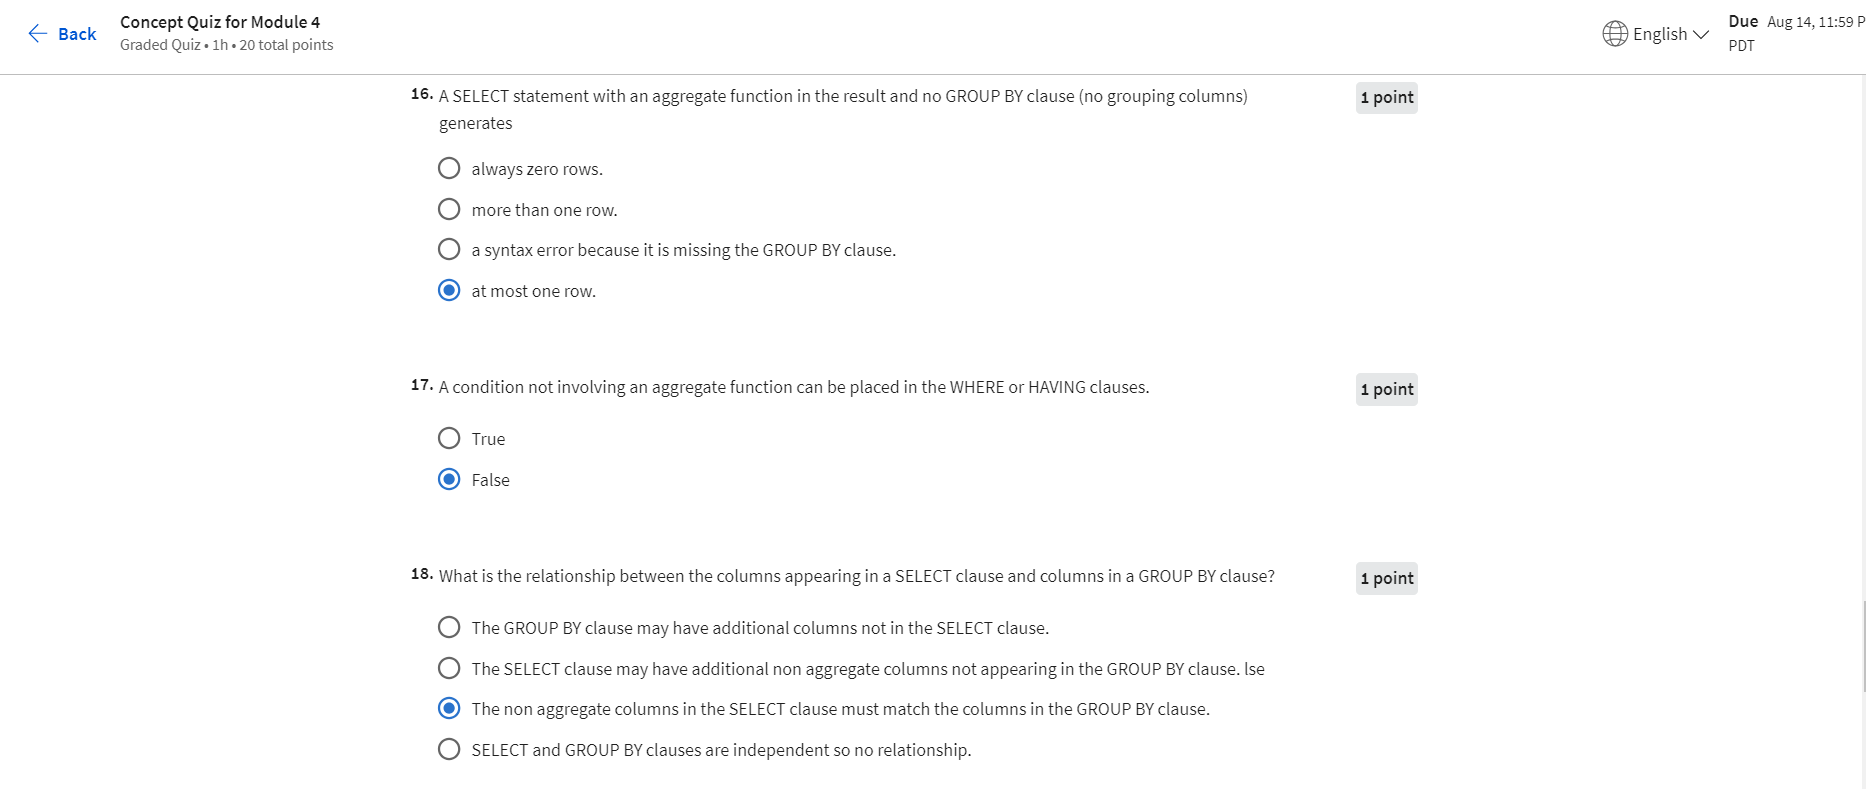 Back
Concept Quiz for Module 4
Graded Quiz • 1h • 20 total points
English
Due Aug 14, 11:59 P
PDT
16. A SELECT statement with an aggregate function in the result and no GROUP BY clause (no grouping columns)
generates
1 point
always zero rows.
more than one row.
a syntax error because it is missing the GROUP BY clause.
at most one row.
17. A condition not involving an aggregate function can be placed in the WHERE or HAVING clauses.
1 point
True
False
18. What is the relationship between the columns appearing in a SELECT clause and columns in a GROUP BY clause?
1 point
The GROUP BY clause may have additional columns not in the SELECT clause.
The SELECT clause may have additional non aggregate columns not appearing in the GROUP BY clause. lse
The non aggregate columns in the SELECT clause must match the columns in the GROUP BY clause.
SELECT and GROUP BY clauses are independent so no relationship.